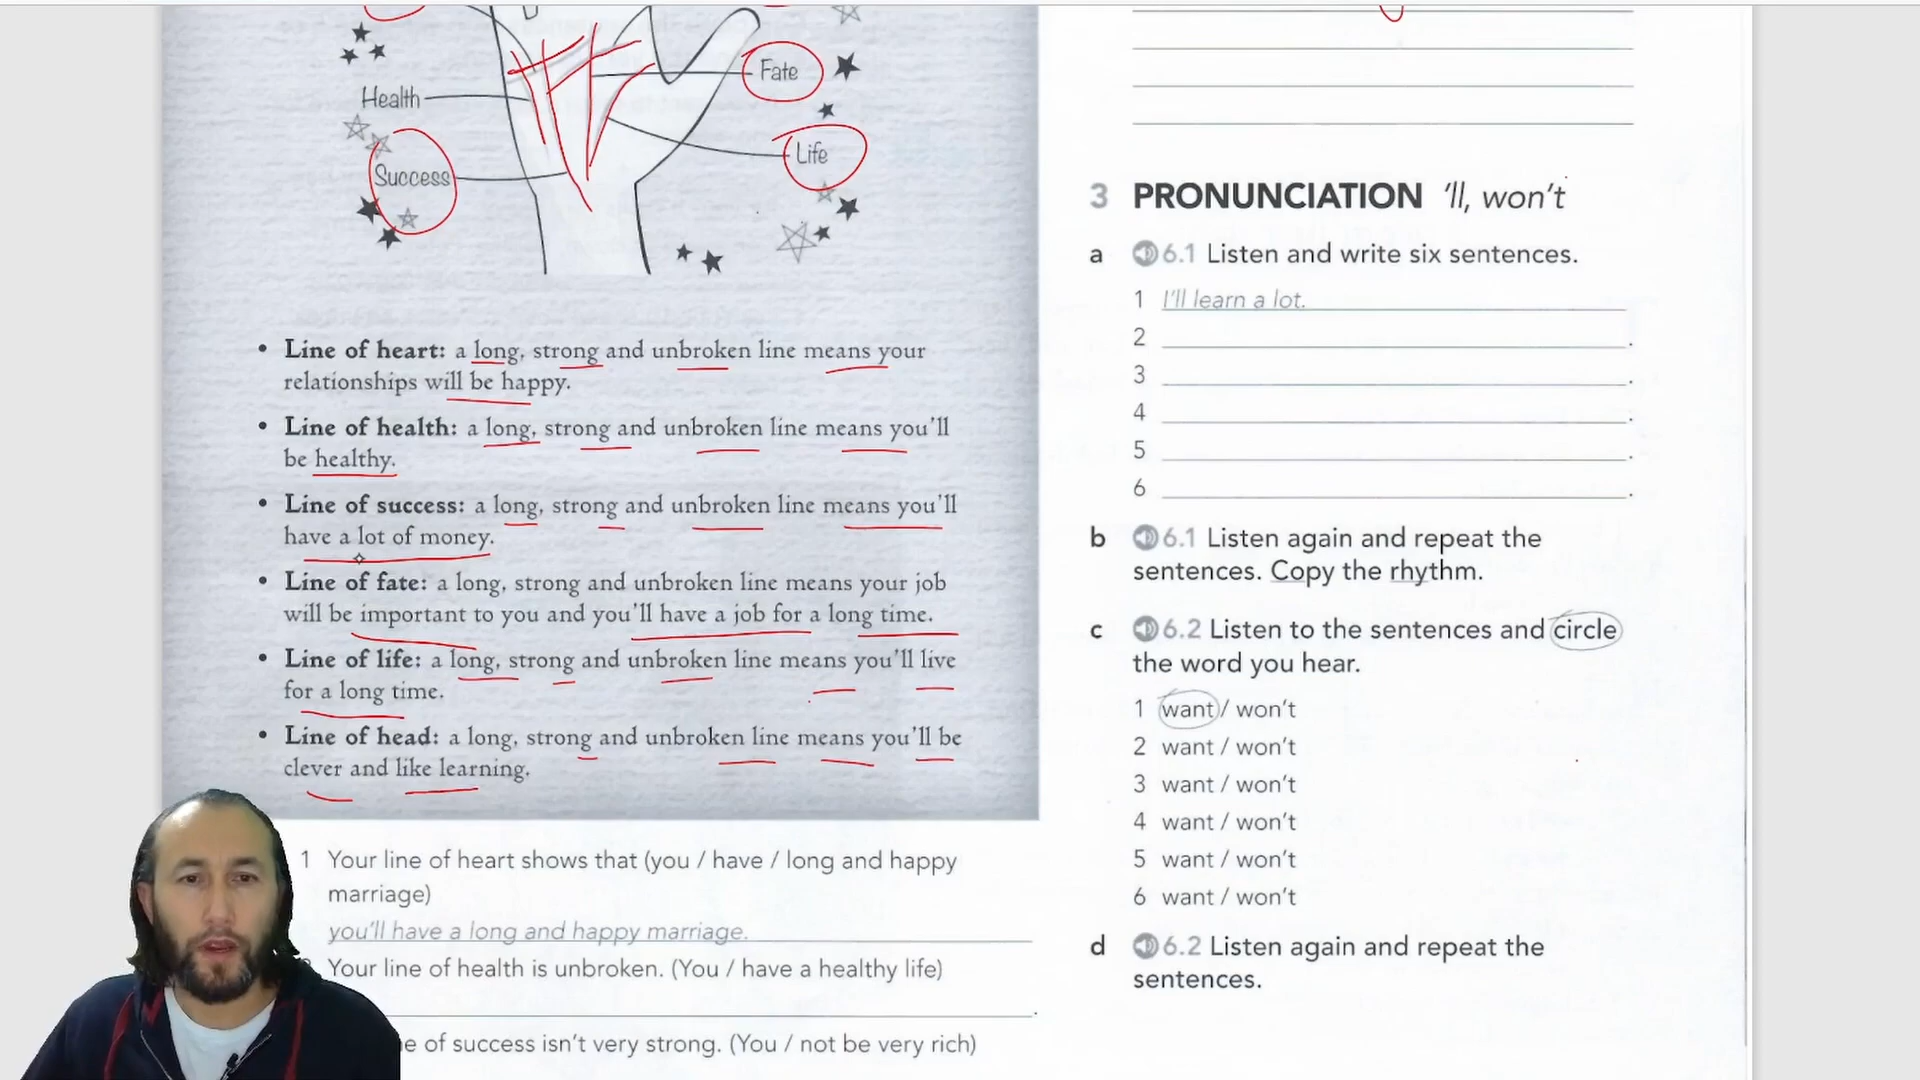 Health
Success
Fate
Life
• Line of heart: a long, strong and unbroken line means your
relationships will be happy.
• Line of health: a long, strong and unbroken line means you'll
be healthy.
• Line of success: a long, strong and unbroken line means you'll
have a lot of money.
• Line of fate: a long, strong and unbroken line means your job
will be important to you and you'll have a job for a long time.
• Line of life: a long, strong and unbroken line means you'll live
for a long time.
• Line of head: a long, strong and unbroken line means you'll be
clever and like learning.
1 Your line of heart shows that (you / have / long and happy
marriage)
you'll have a long and happy marriage.
Your line of health is unbroken. (You / have a healthy life)
.
e of success isn't very strong. (You / not be very rich)
3 PRONUNCIATION 'll, won't
a 6.1 Listen and write six sentences.
1 I'll learn a lot.
2 .
3 .
4 .
5 .
6 .
b 6.1 Listen again and repeat the
sentences. Copy the rhythm.
c 6.2 Listen to the sentences and circle
the word you hear.
1 want / won't
2 want / won't
3 want / won't
4 want / won't
5 want / won't
6 want / won't
d 6.2 Listen again and repeat the
sentences.